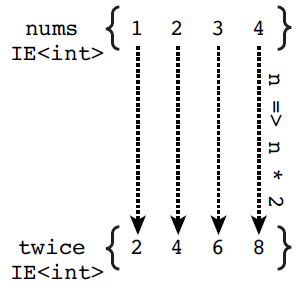 nums { 1 2 3 4 }
IE<int>
n => n * 2
twice { 2 4 6 8 }
IE<int>